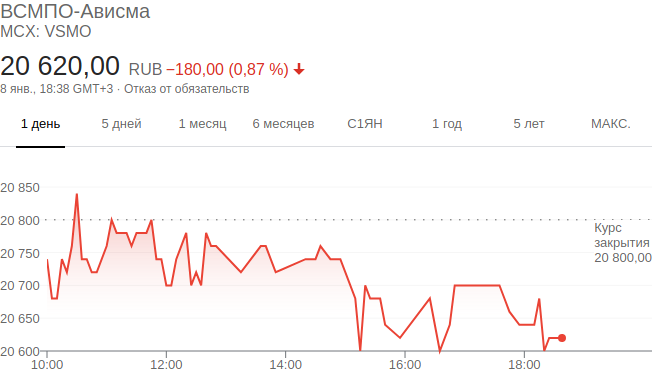 ВСМПО-Ависма
MCX: VSMO
20 620,00 RUB −180,00 (0,87 %)
8 янв., 18:38 GMT+3 · Отказ от обязательств
1 день 5 дней 1 месяц 6 месяцев С1ЯН 1 год 5 лет МАКС.
20 850
20 800
Курс
закрытия
20 800,00
20 750
20 700
20 650
20 600
10:00 12:00 14:00 16:00 18:00